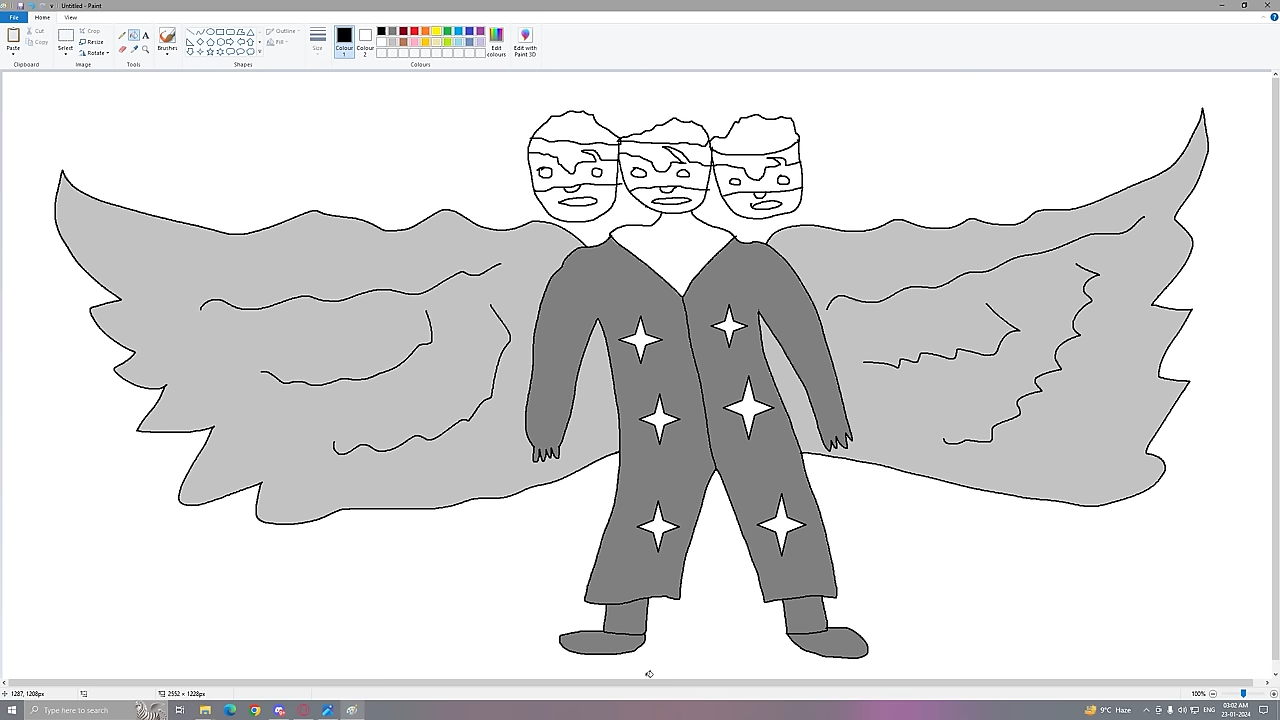 Untitled - Paint
File Home View
Cut Crop Outline
Paste Copy Select Resize Brushes Fill Size Colour Colour Edit Edit with
Rotate 1 2 colours Paint 3D
Clipboard Image Tools Shapes Colours
1287, 1208px 2552 × 1228px 100%
Type here to search 9°C Haze ENG 03:02 AM
23-01-2024